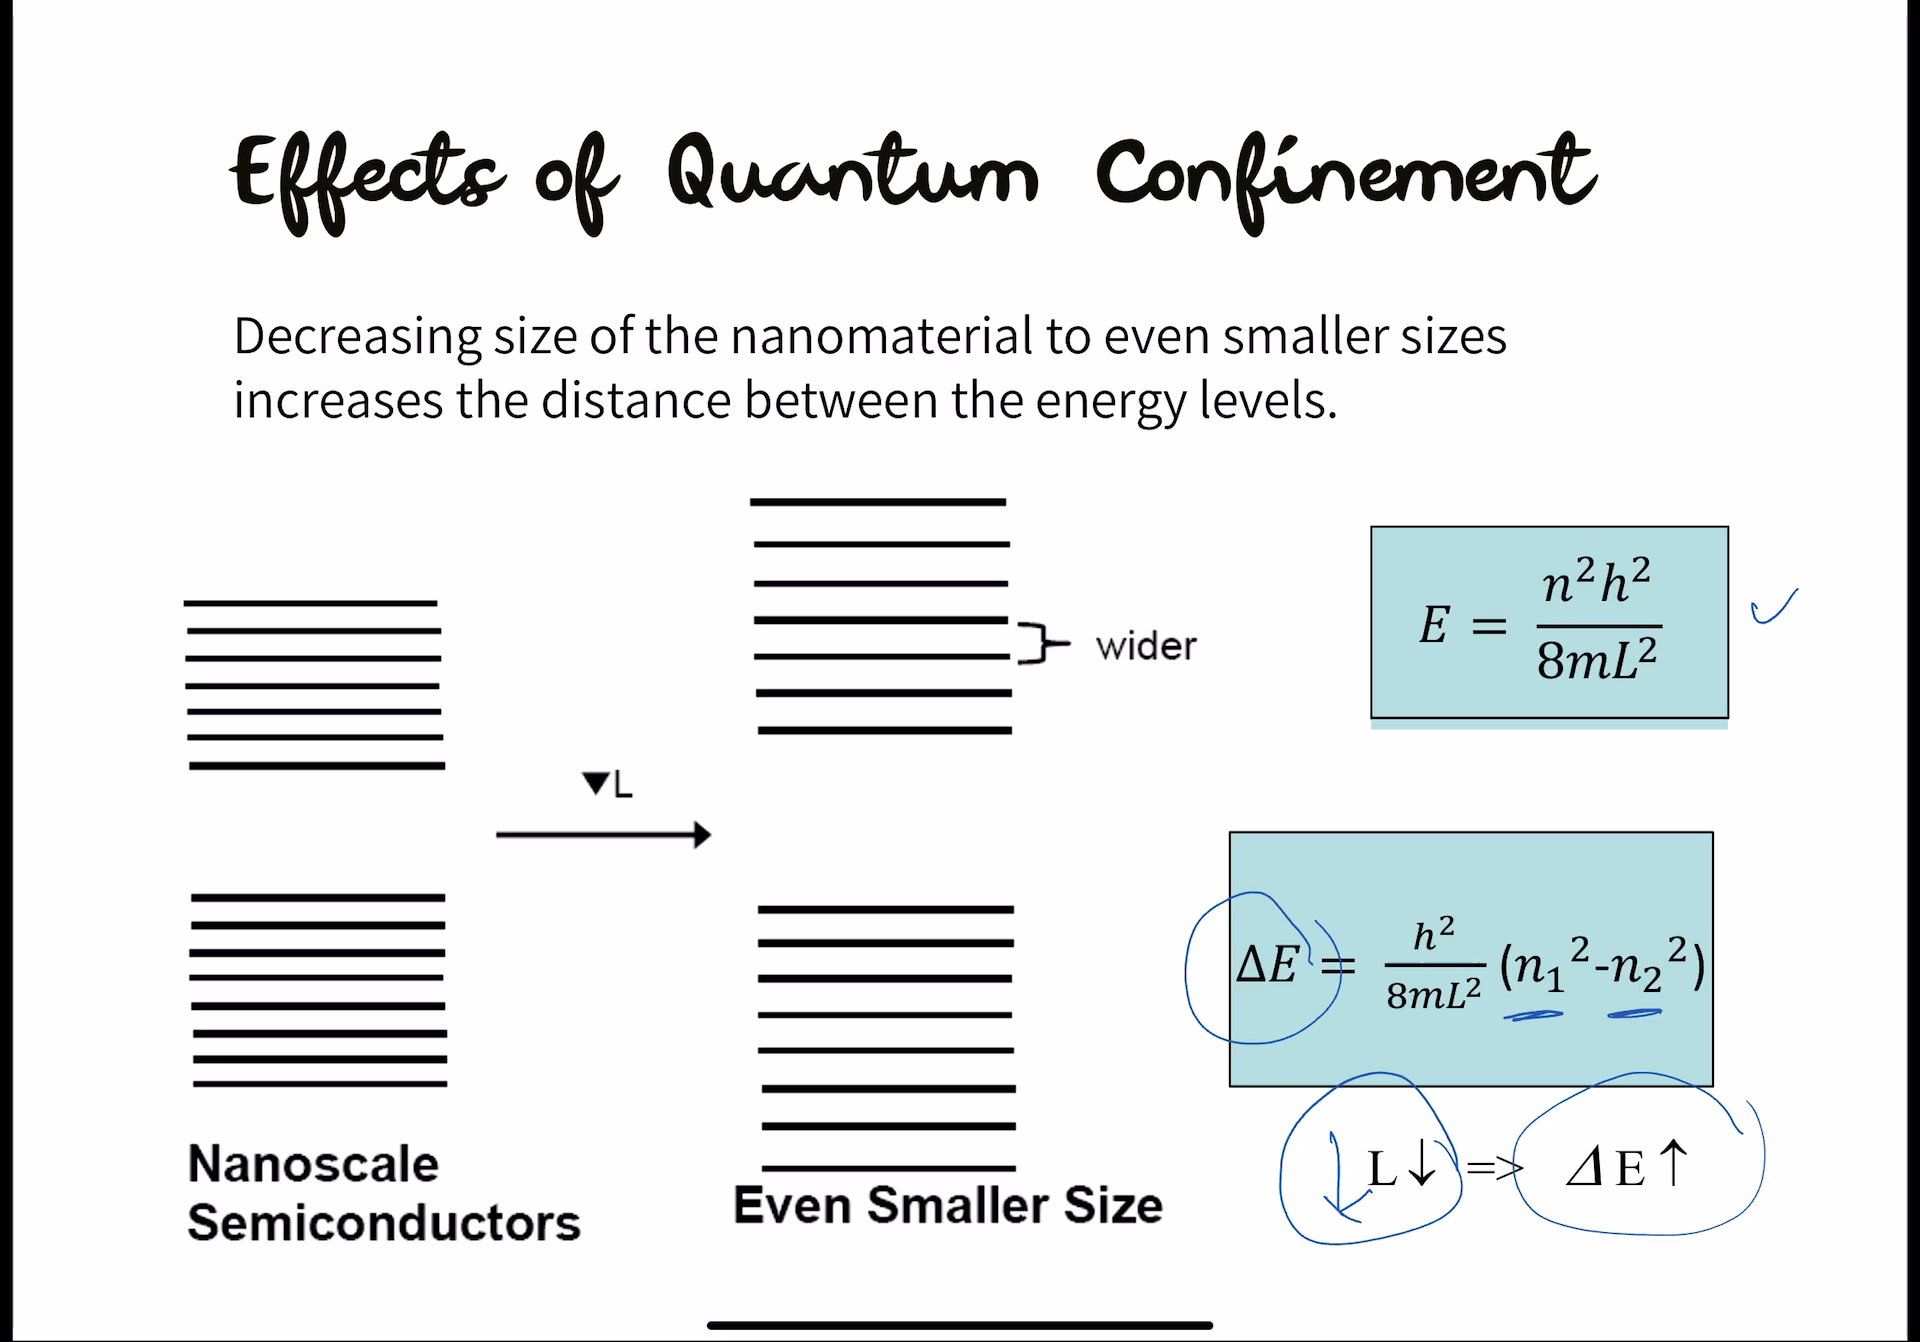 Effects of Quantum Confinement
Decreasing size of the nanomaterial to even smaller sizes
increases the distance between the energy levels.
wider
▼L
Nanoscale
Semiconductors
Even Smaller Size
E = n²h² / 8mL²
ΔE = h² / 8mL² (n₁²-n₂²)
L↓ => ΔE↑